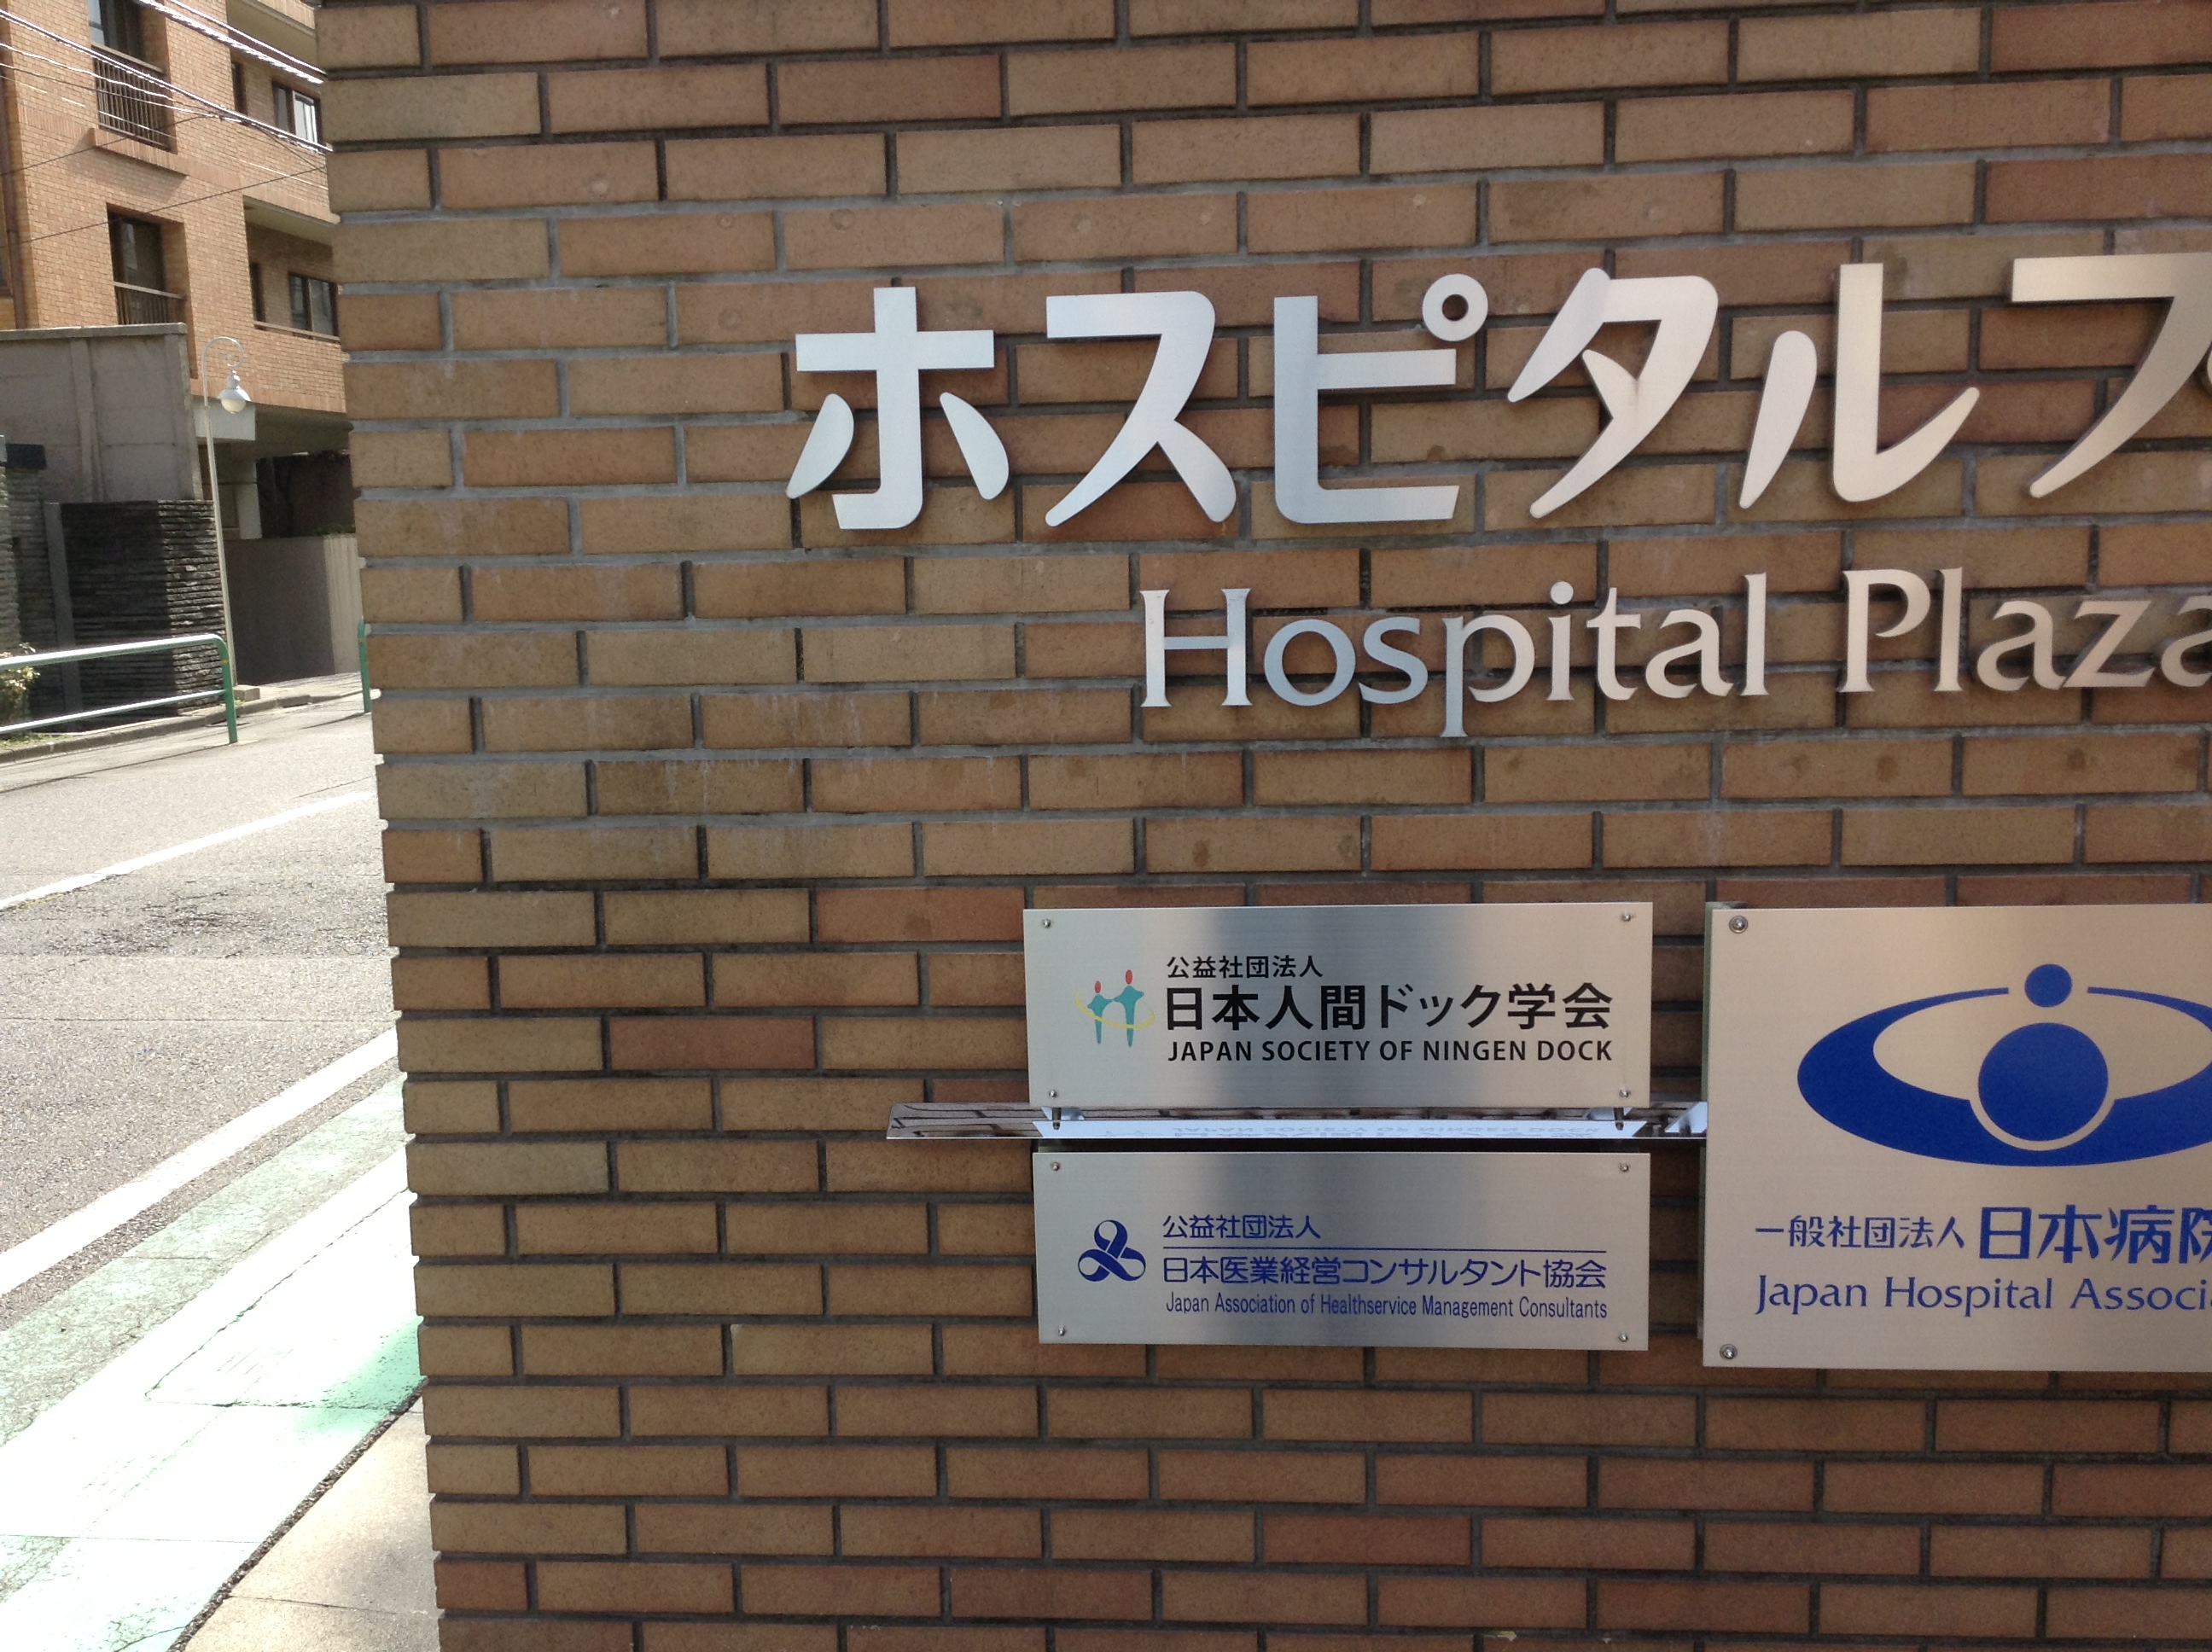 ホスピタルプ
Hospital Plaza
公益社団法人
日本人間ドック学会
JAPAN SOCIETY OF NINGEN DOCK
公益社団法人
日本医業経営コンサルタント協会
Japan Association of Healthservice Management Consultants
一般社団法人 日本病院
Japan Hospital Associa